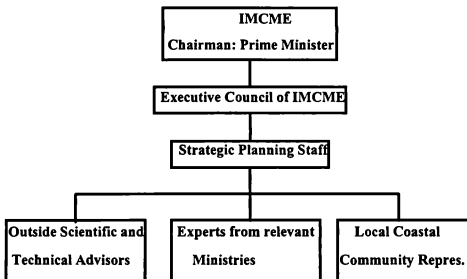 IMCME
Chairman: Prime Minister
Executive Council of IMCME
Strategic Planning Staff
Outside Scientific and
Technical Advisors
Experts from relevant
Ministries
Local Coastal
Community Repres.